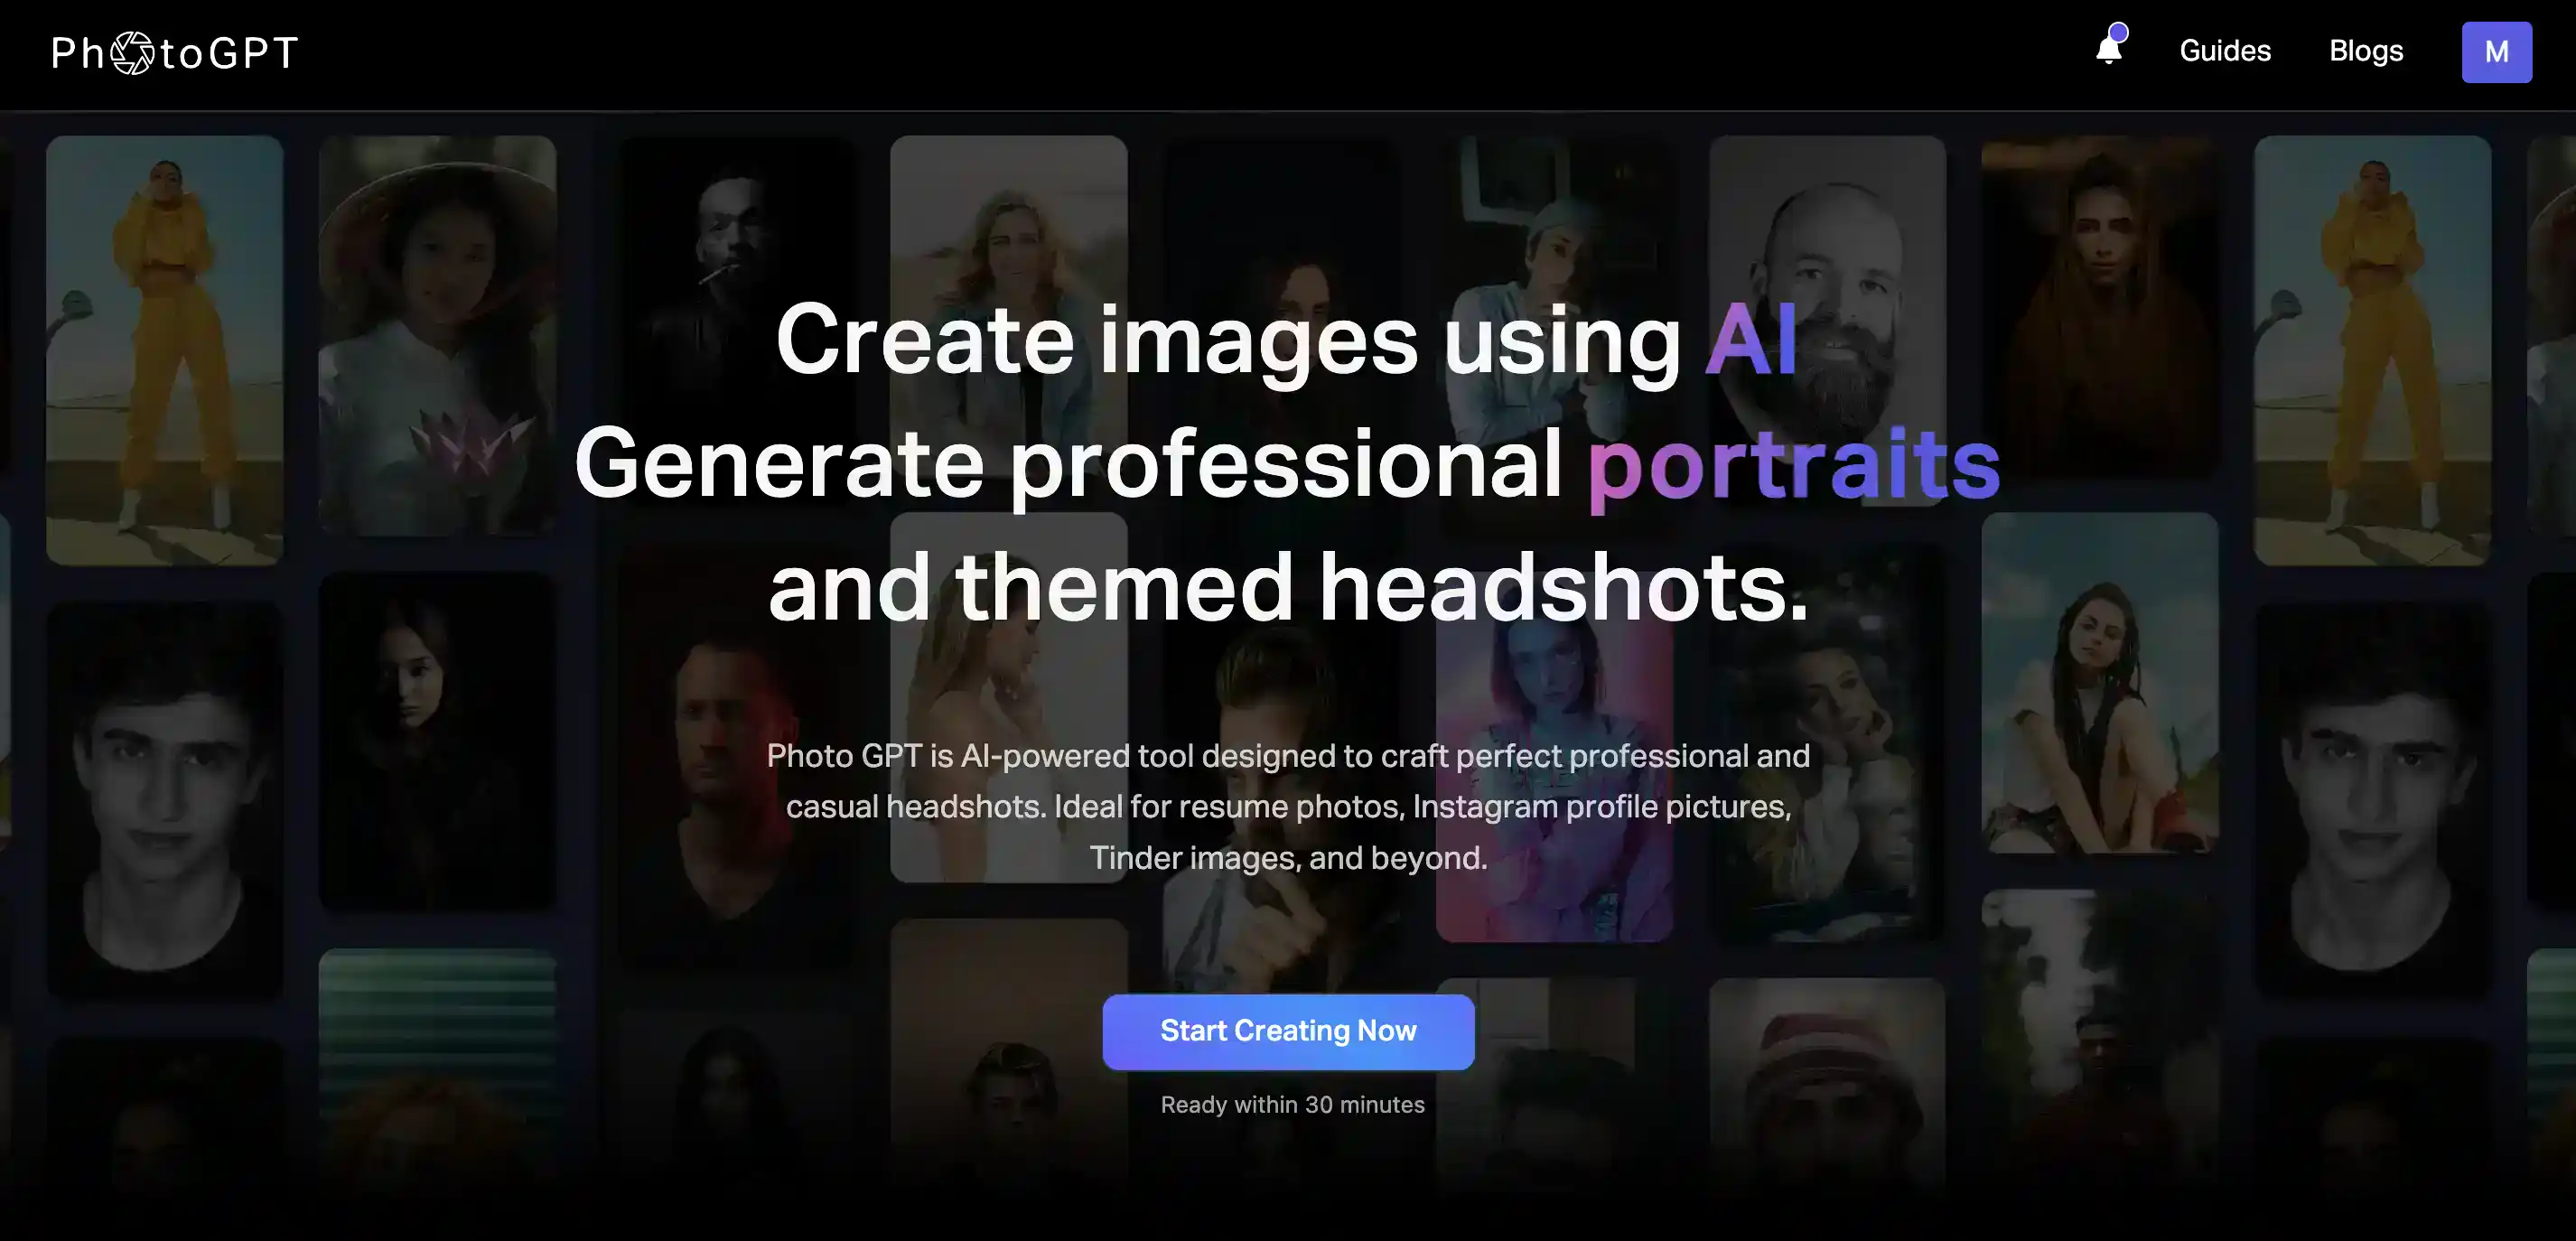 PhotoGPT
Guides
Blogs
M
Create images using AI
Generate professional portraits
and themed headshots.
Photo GPT is AI-powered tool designed to craft perfect professional and
casual headshots. Ideal for resume photos, Instagram profile pictures,
Tinder images, and beyond.
Start Creating Now
Ready within 30 minutes